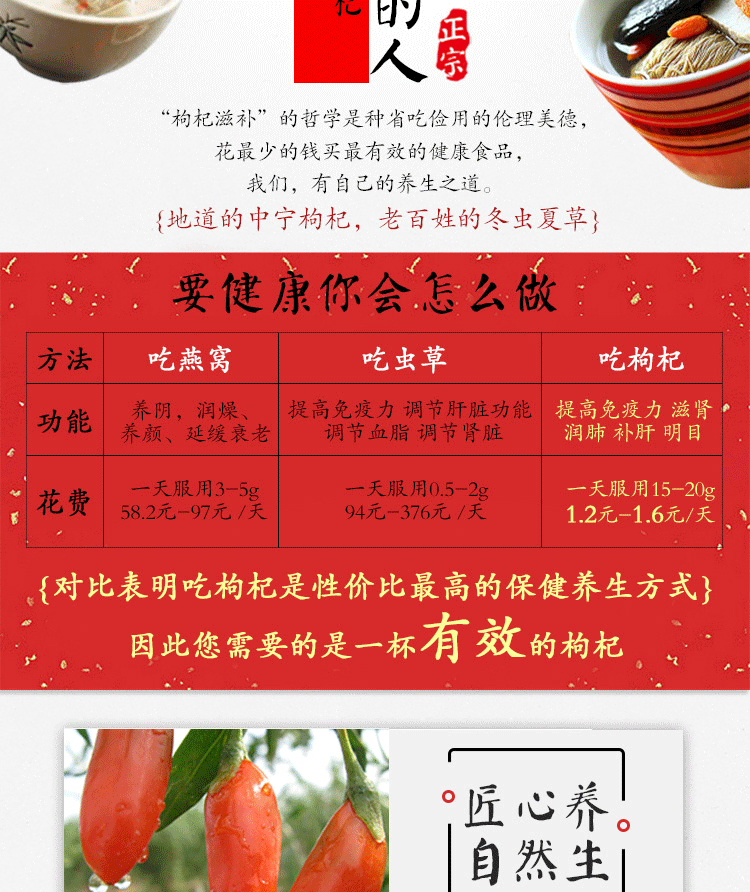 杞
的
人
正宗
“枸杞滋补”的哲学是种省吃俭用的伦理美德，
花最少的钱买最有效的健康食品，
我们，有自己的养生之道。
{地道的中宁枸杞，老百姓的冬虫夏草}
要健康你会怎么做
方法 吃燕窝 吃虫草 吃枸杞
功能 养阴，润燥、 提高免疫力 调节肝脏功能 提高免疫力 滋肾
养颜、延缓衰老 调节血脂 调节肾脏 润肺 补肝 明目
花费 一天服用3-5g 一天服用0.5-2g 一天服用15-20g
58.2元-97元 /天 94元-376元 /天 1.2元-1.6元/天
{对比表明吃枸杞是性价比最高的保健养生方式}
因此您需要的是一杯有效的枸杞
匠心养
自然生